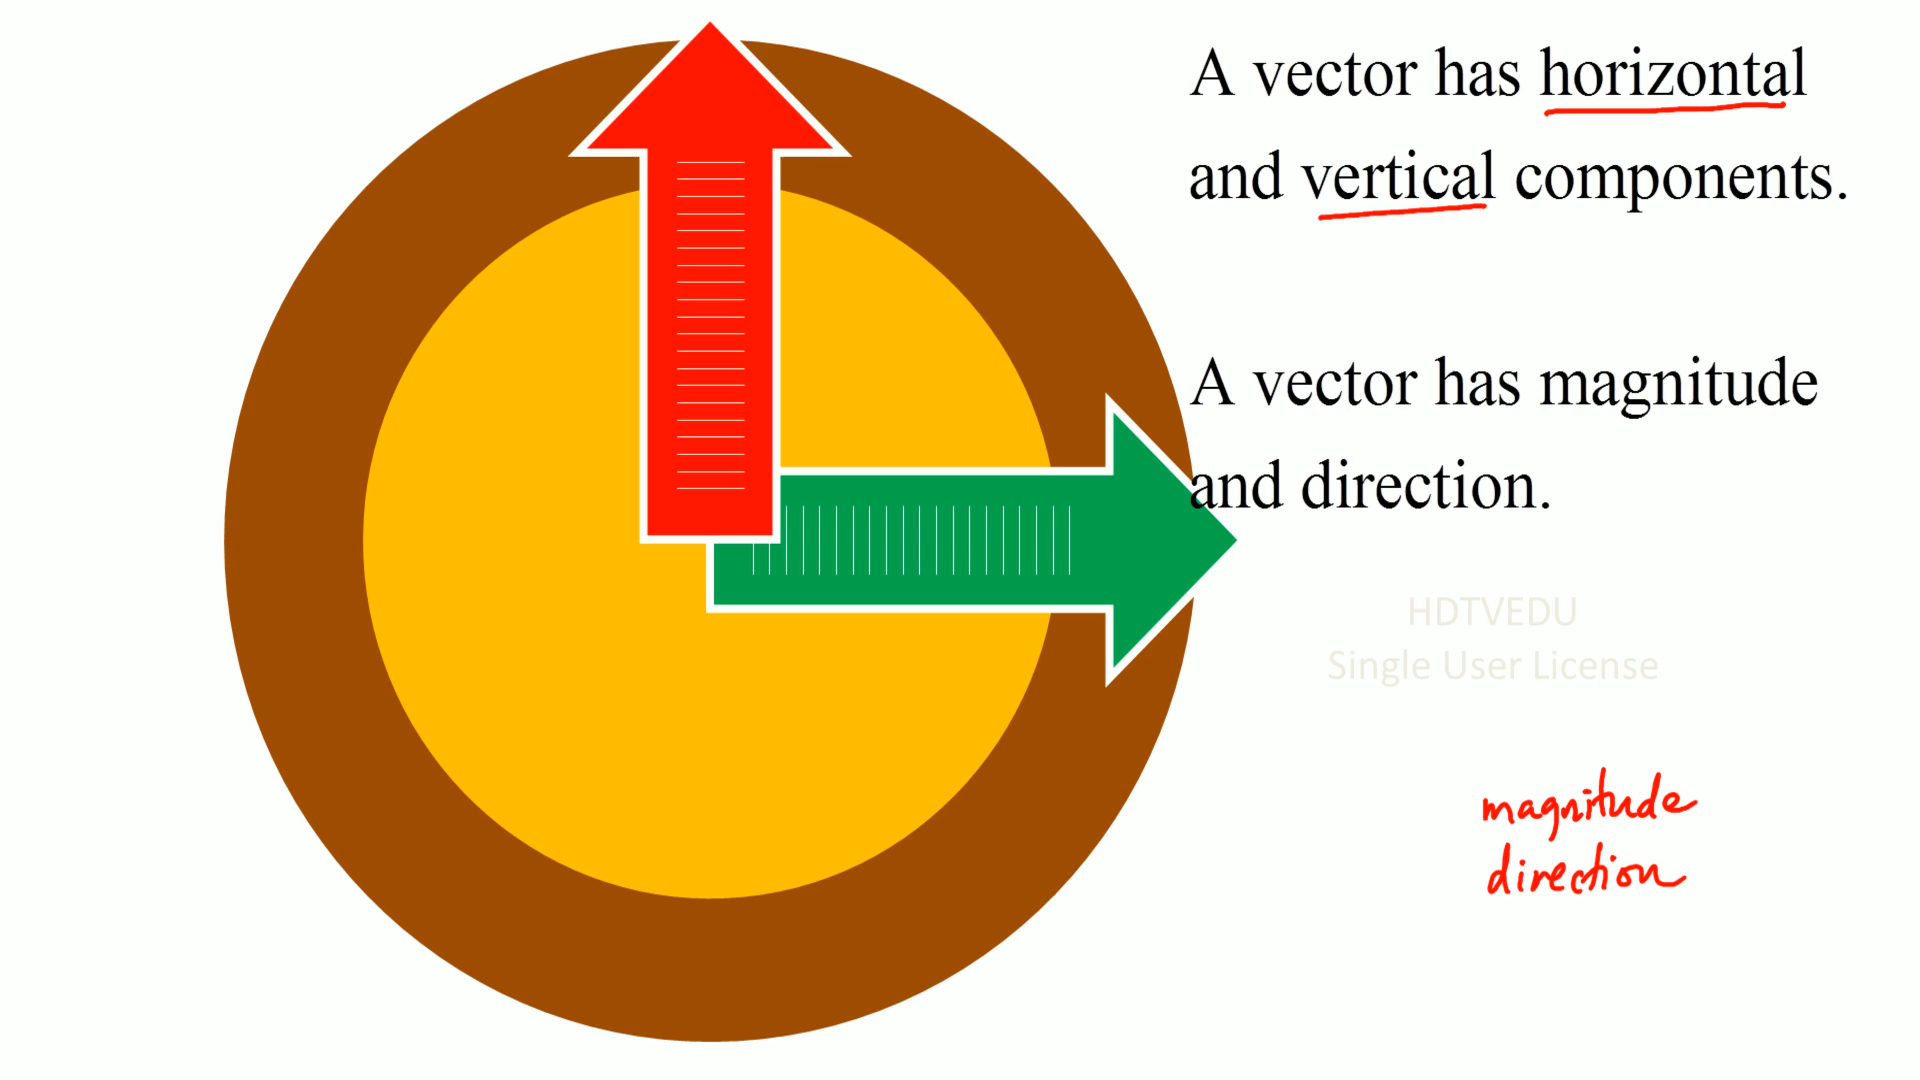 A vector has horizontal
and vertical components.
A vector has magnitude
and direction.
HDTVEDU
Single User License
magnitude
direction